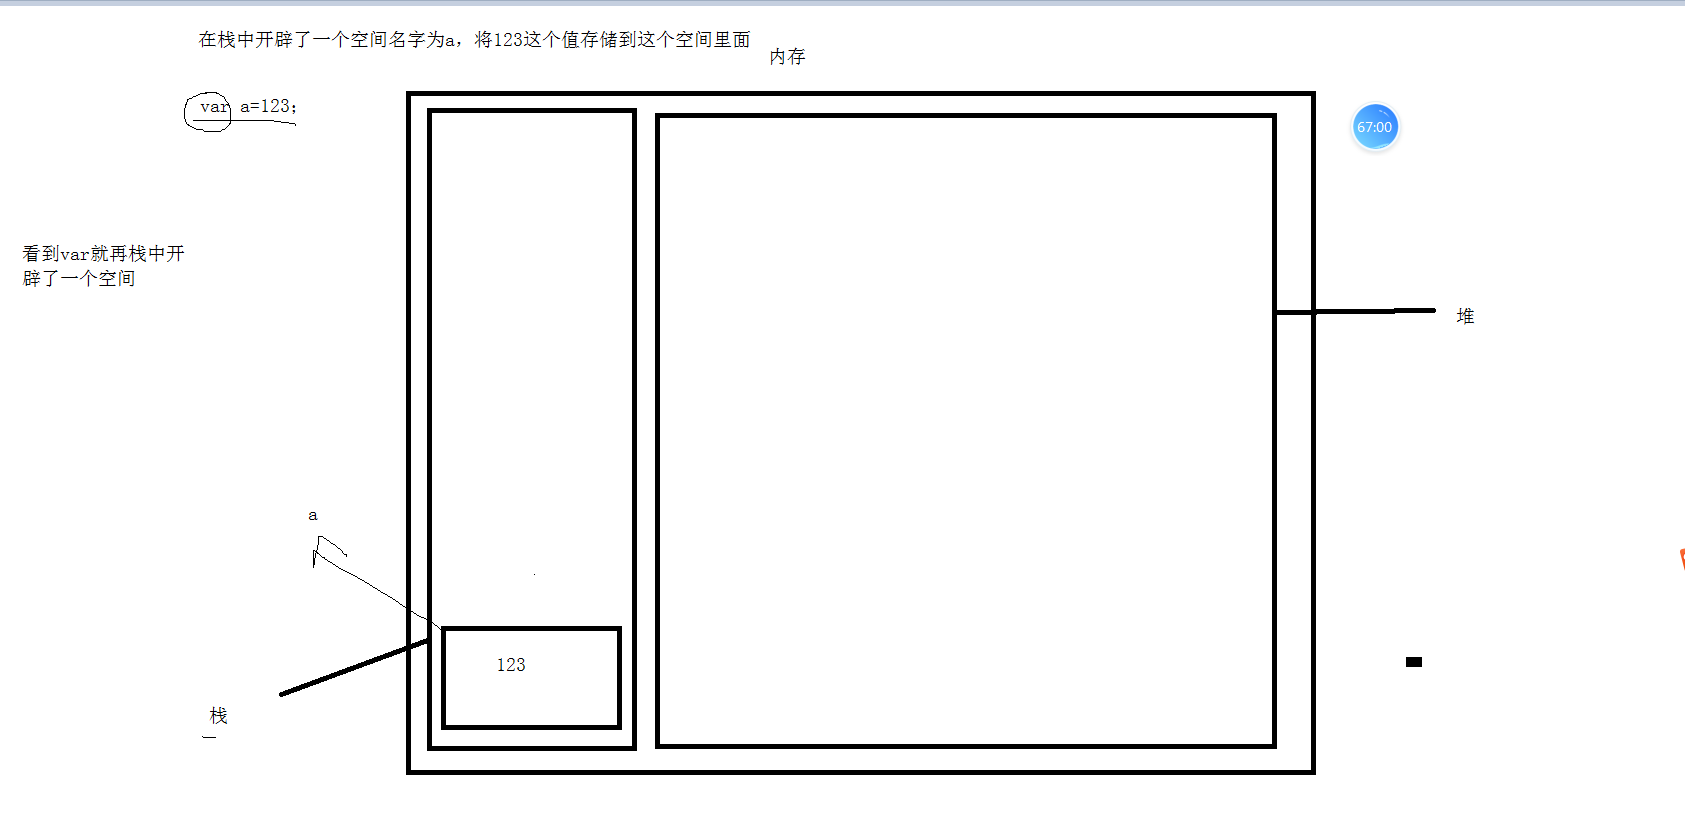 在栈中开辟了一个空间名字为a，将123这个值存储到这个空间里面
内存
var a=123;
67:00
看到var就再栈中开
辟了一个空间
堆
a
123
栈